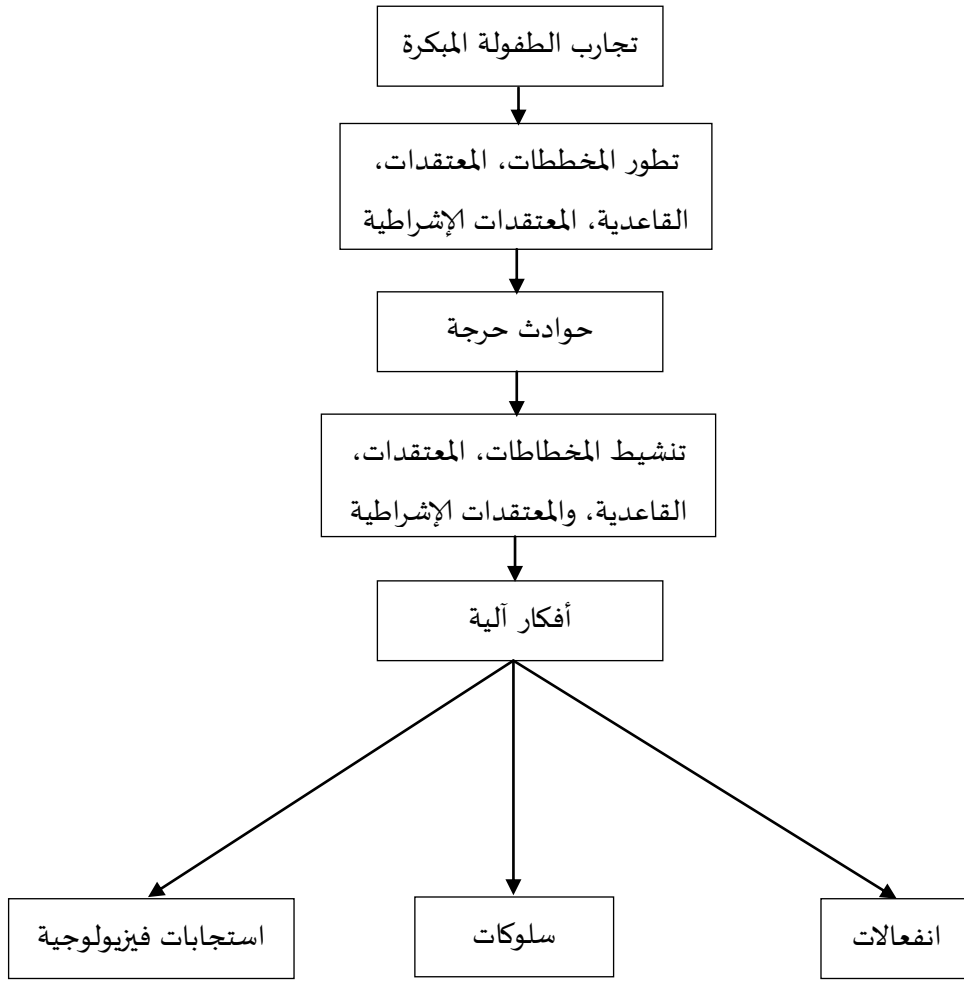 تجارب الطفولة المبكرة
تطور المخططات، المعتقدات،
القاعدية، المعتقدات الإشراطية
حوادث حرجة
تنشيط المخطاطات، المعتقدات،
القاعدية، والمعتقدات الإشراطية
أفكار آلية
انفعالات
سلوكات
استجابات فيزيولوجية